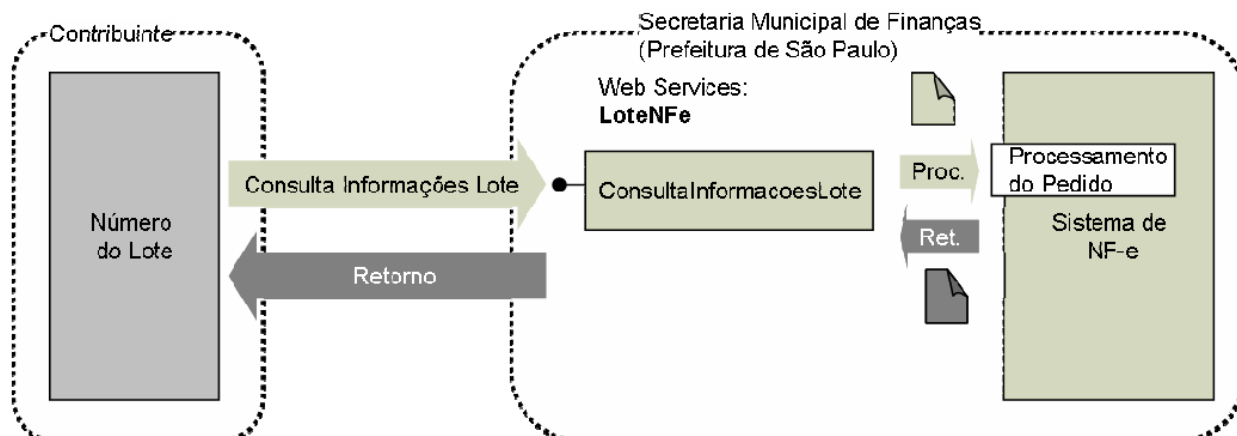 Contribuinte
Secretaria Municipal de Finanças
(Prefeitura de São Paulo)
Web Services:
LoteNFe
Consulta Informações Lote
ConsultaInformacoesLote
Proc.
Processamento
do Pedido
Número
do Lote
Retorno
Ret.
Sistema de
NF-e